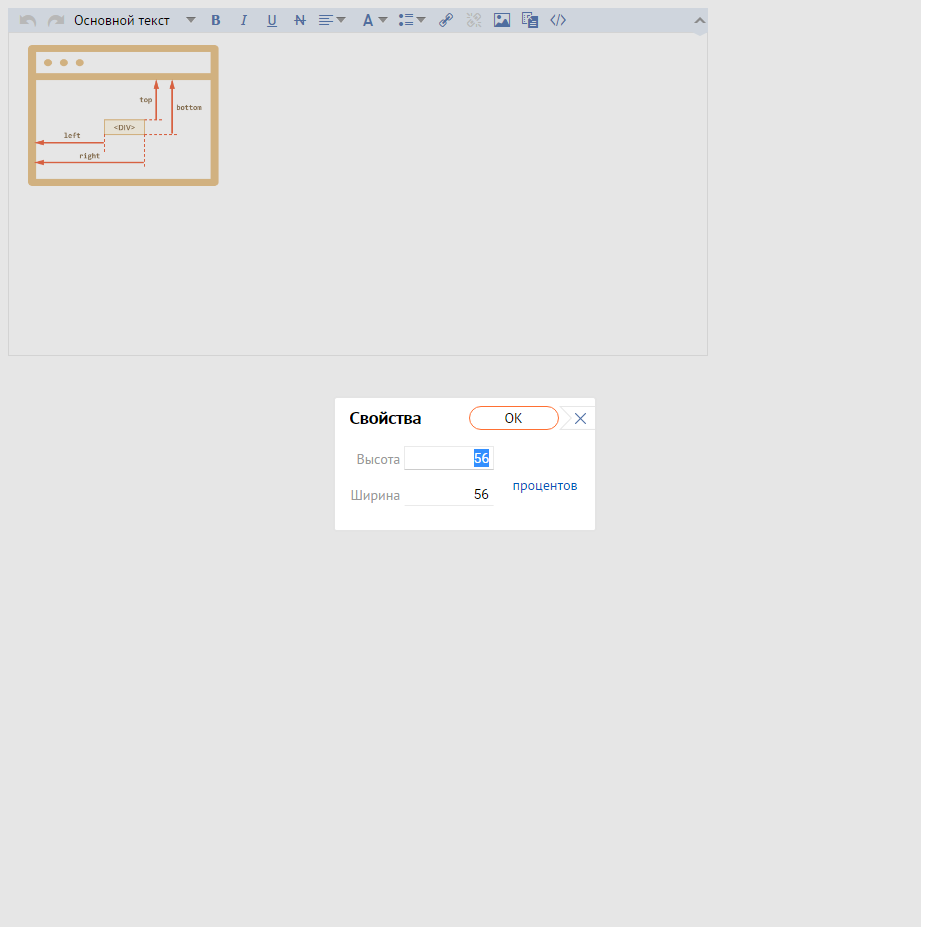 Основной текст B I U N A </>
top
bottom
<DIV>
left
right
Свойства OK
Высота 56
процентов
Ширина 56